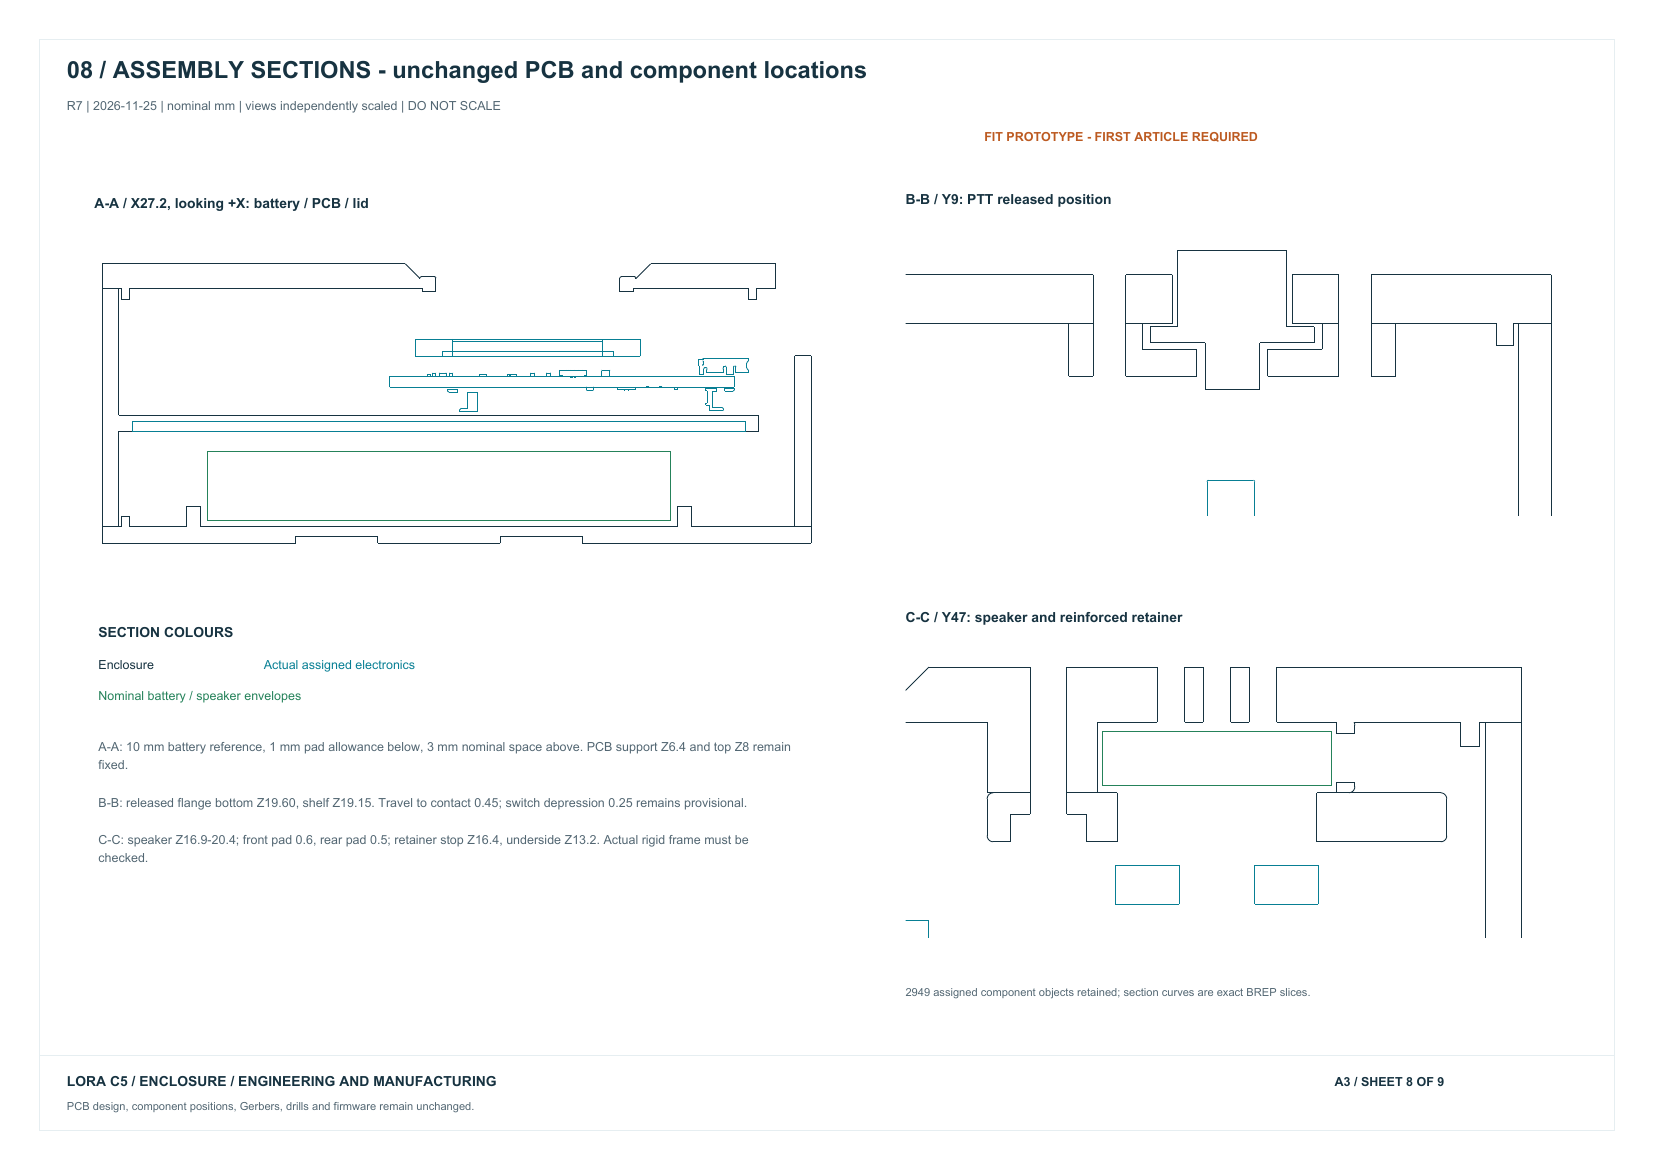 08 / ASSEMBLY SECTIONS - unchanged PCB and component locations
R7 | 2026-11-25 | nominal mm | views independently scaled | DO NOT SCALE
FIT PROTOTYPE - FIRST ARTICLE REQUIRED
A-A / X27.2, looking +X: battery / PCB / lid
B-B / Y9: PTT released position
SECTION COLOURS
Enclosure
Actual assigned electronics
Nominal battery / speaker envelopes
A-A: 10 mm battery reference, 1 mm pad allowance below, 3 mm nominal space above. PCB support Z6.4 and top Z8 remain
fixed.
B-B: released flange bottom Z19.60, shelf Z19.15. Travel to contact 0.45; switch depression 0.25 remains provisional.
C-C: speaker Z16.9-20.4; front pad 0.6, rear pad 0.5; retainer stop Z16.4, underside Z13.2. Actual rigid frame must be
checked.
C-C / Y47: speaker and reinforced retainer
2949 assigned component objects retained; section curves are exact BREP slices.
LORA C5 / ENCLOSURE / ENGINEERING AND MANUFACTURING
A3 / SHEET 8 OF 9
PCB design, component positions, Gerbers, drills and firmware remain unchanged.